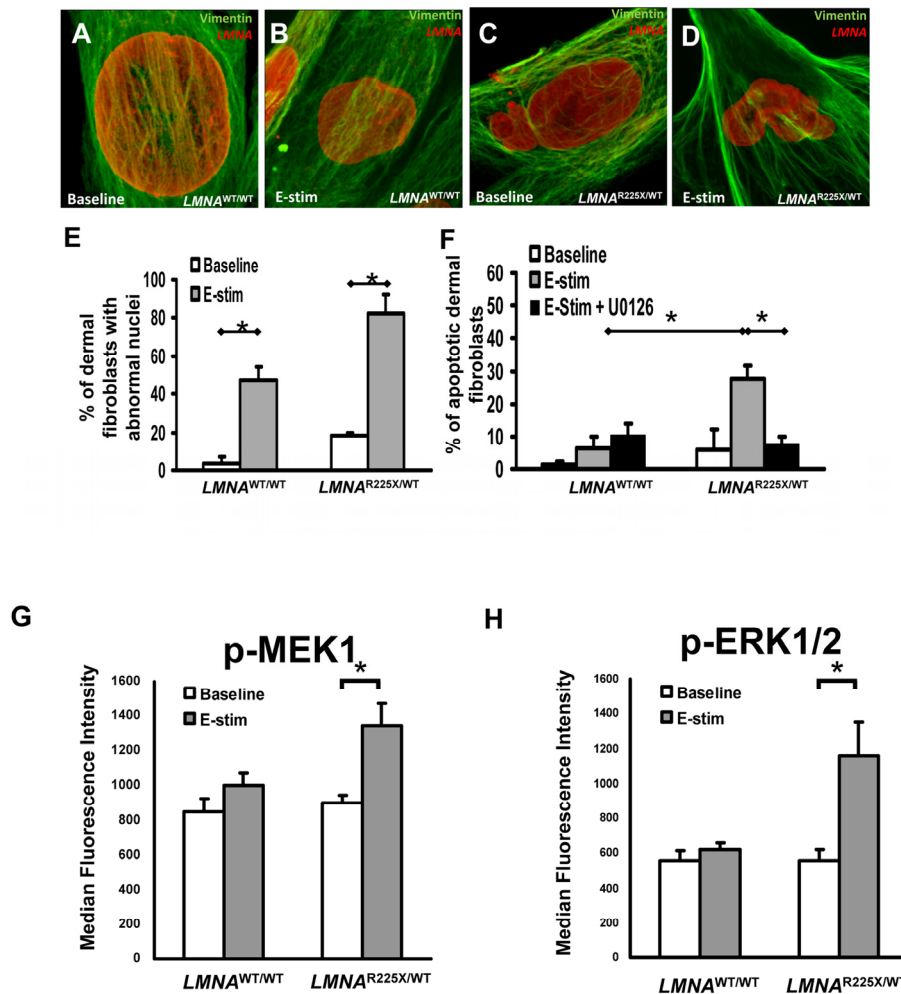 A
Vimentin
LMNA
Baseline
LMNAWT/WT
B
Vimentin
LMNA
E-stim
LMNAWT/WT
C
Vimentin
LMNA
Baseline
LMNAR225X/WT
D
Vimentin
LMNA
E-stim
LMNAR225X/WT
E
Baseline
E-stim
% of dermal
fibroblasts with
abnormal nuclei
100
80
60
40
20
0
*
*
LMNAWT/WT
LMNAR225X/WT
F
Baseline
E-stim
E-Stim + U0126
% of apoptotic dermal
fibroblasts
60
50
40
30
20
10
0
*
*
LMNAWT/WT
LMNAR225X/WT
G
p-MEK1
Baseline
E-stim
Median Fluorescence Intensity
1600
1400
1200
1000
800
600
400
200
0
*
LMNAWT/WT
LMNAR225X/WT
H
p-ERK1/2
Baseline
E-stim
Median Fluorescence Intensity
1600
1400
1200
1000
800
600
400
200
0
*
LMNAWT/WT
LMNAR225X/WT